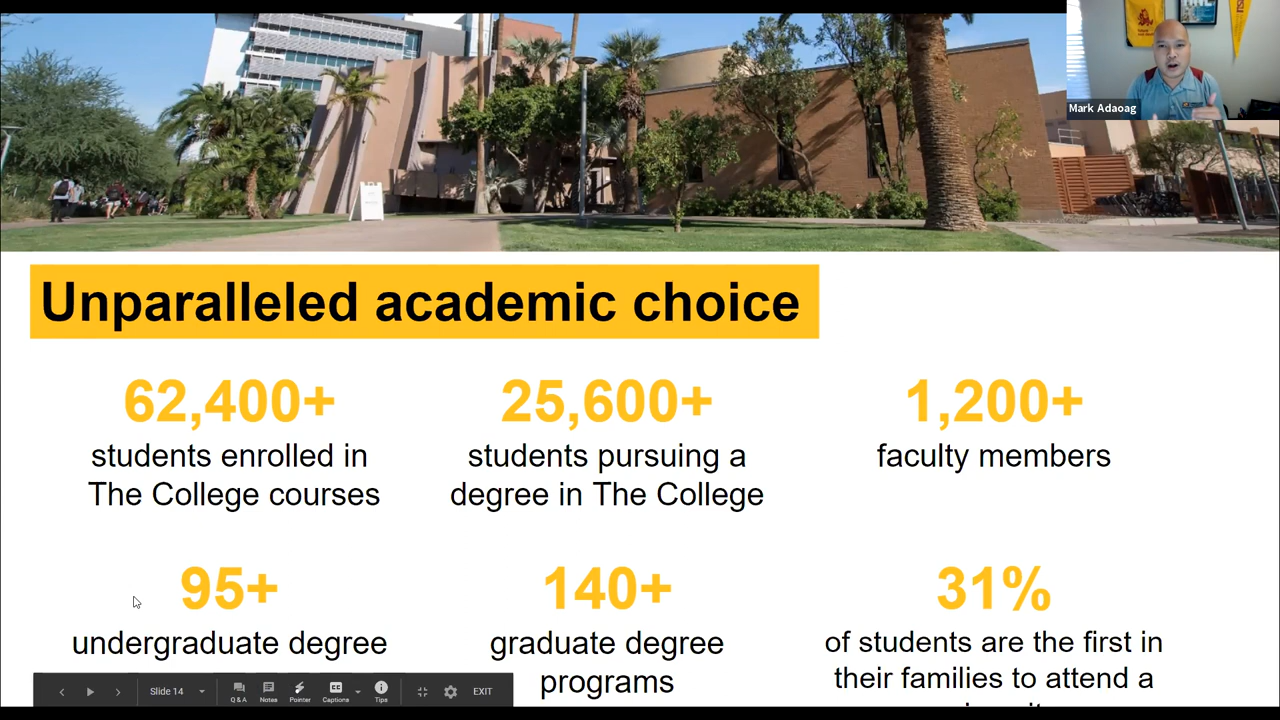 Mark Adaoag
Unparalleled academic choice
62,400+
students enrolled in
The College courses
25,600+
students pursuing a
degree in The College
1,200+
faculty members
95+
undergraduate degree
140+
graduate degree
programs
31%
of students are the first in
their families to attend a
Slide 14
Q & A
Notes
Pointer
Captions
Tips
EXIT